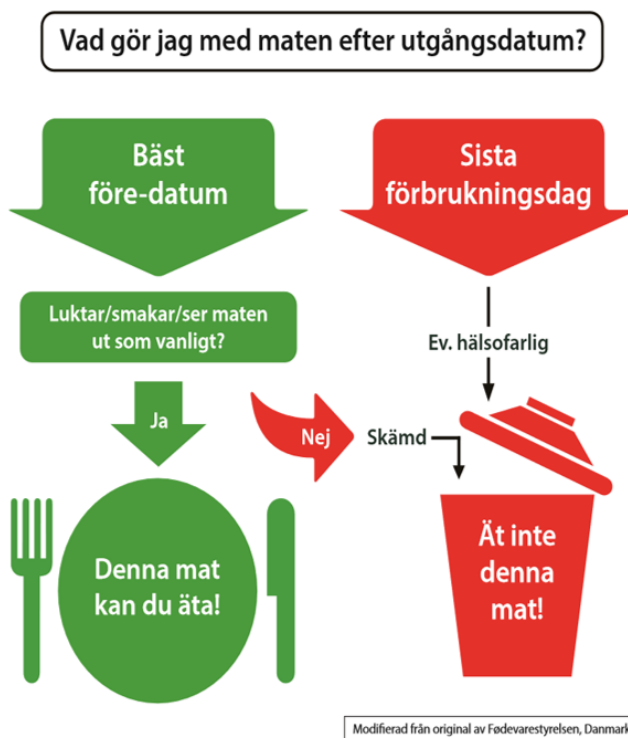 Vad gör jag med maten efter utgångsdatum?
Bäst
före-datum
Sista
förbrukningsdag
Luktar/smakar/ser maten
ut som vanligt?
Ev. hälsofarlig
Ja
Nej
Skämd
Denna mat
kan du äta!
Ät inte
denna
mat!
Modifierad från original av Fødevarestyrelsen, Danmark